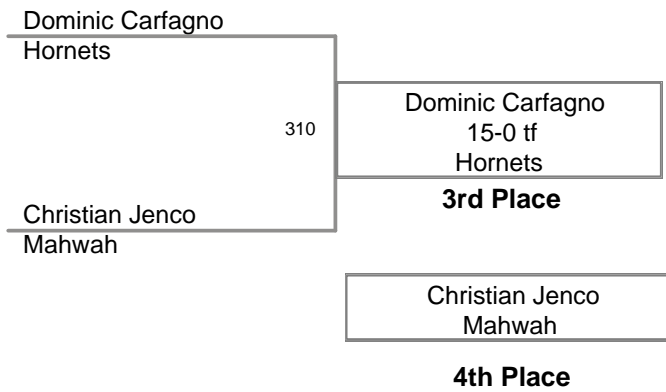 Dominic Carfagno
Hornets
310
Dominic Carfagno
15-0 tf
Hornets
3rd Place
Christian Jenco
Mahwah
Christian Jenco
Mahwah
4th Place